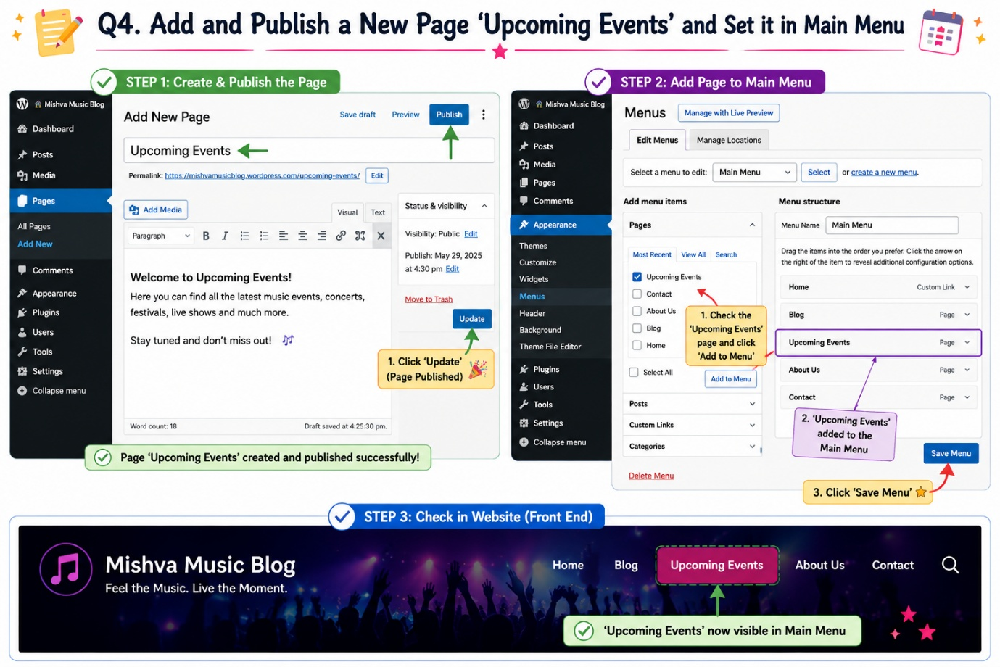 Q4. Add and Publish a New Page ‘Upcoming Events’ and Set it in Main Menu
STEP 1: Create & Publish the Page
Mishva Music Blog
Dashboard
Posts
Media
Pages
All Pages
Add New
Comments
Appearance
Plugins
Users
Tools
Settings
Collapse menu
Add New Page
Save draft
Preview
Publish
Upcoming Events
Permalink: https://mishvamusicblog.wordpress.com/upcoming-events/ Edit
Add Media
Visual Text
Paragraph B I
Welcome to Upcoming Events!
Here you can find all the latest music events, concerts,
festivals, live shows and much more.
Stay tuned and don’t miss out!
Word count: 18
Draft saved at 4:25:30 pm.
Status & visibility
Visibility: Public Edit
Publish: May 29, 2025
at 4:30 pm Edit
Move to Trash
Update
1. Click ‘Update’
(Page Published)
Page ‘Upcoming Events’ created and published successfully!
STEP 2: Add Page to Main Menu
Mishva Music Blog
Dashboard
Posts
Media
Pages
Comments
Appearance
Themes
Customize
Widgets
Menus
Header
Background
Theme File Editor
Plugins
Users
Tools
Settings
Collapse menu
Menus
Manage with Live Preview
Edit Menus
Manage Locations
Select a menu to edit: Main Menu Select or create a new menu.
Add menu items
Pages
Most Recent View All Search
Upcoming Events
Contact
About Us
Blog
Home
Select All
Add to Menu
Posts
Custom Links
Categories
Delete Menu
1. Check the
‘Upcoming Events’
page and click
‘Add to Menu’
Menu structure
Menu Name Main Menu
Drag the items into the order you prefer. Click the arrow on
the right of the item to reveal additional configuration options.
Home Custom Link
Blog Page
Upcoming Events Page
About Us Page
Contact Page
2. ‘Upcoming Events’
added to the
Main Menu
Save Menu
3. Click ‘Save Menu’
STEP 3: Check in Website (Front End)
Mishva Music Blog
Feel the Music. Live the Moment.
Home Blog Upcoming Events About Us Contact
‘Upcoming Events’ now visible in Main Menu